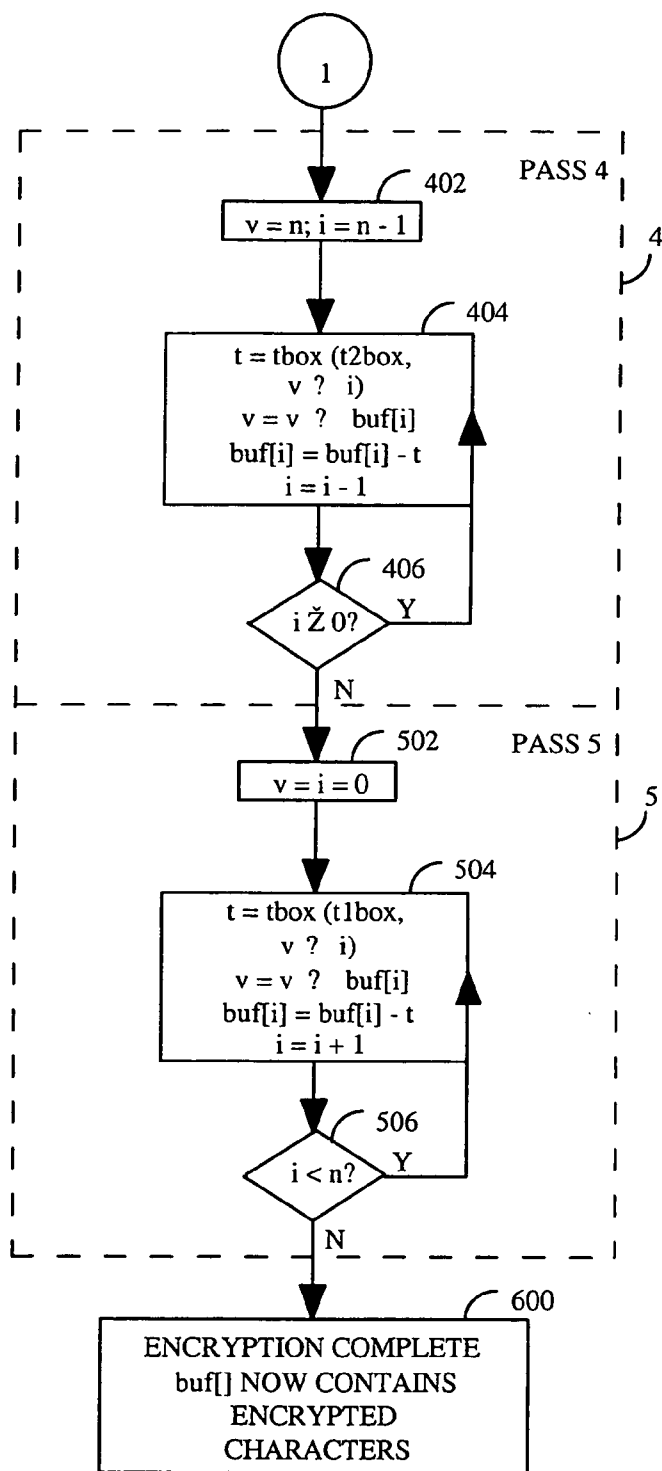 1
PASS 4
402
v = n; i = n - 1
4
404
t = tbox (t2box,
v ? i)
v = v ? buf[i]
buf[i] = buf[i] - t
i = i - 1
406
i Ž 0?
Y
N
PASS 5
502
v = i = 0
5
504
t = tbox (t1box,
v ? i)
v = v ? buf[i]
buf[i] = buf[i] - t
i = i + 1
506
i < n?
Y
N
600
ENCRYPTION COMPLETE
buf[] NOW CONTAINS
ENCRYPTED
CHARACTERS